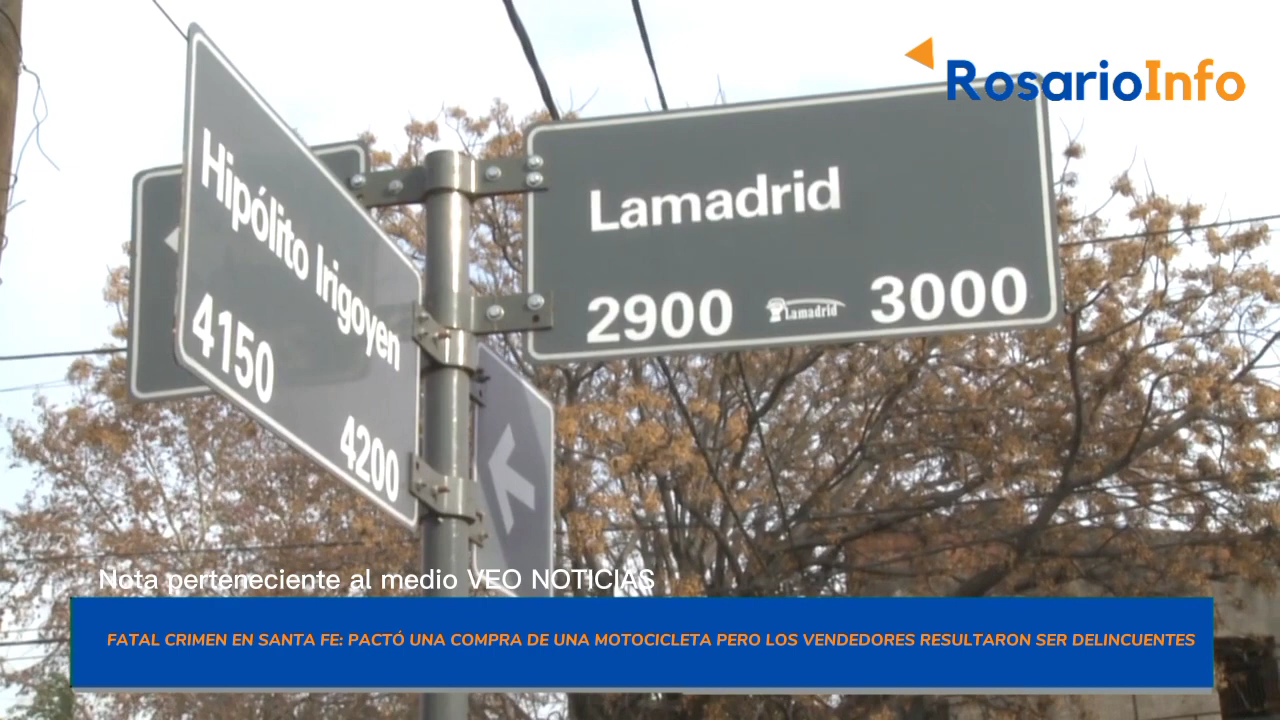 RosarioInfo
Hipólito Irigoyen
4150
4200
Lamadrid
2900 Lamadrid 3000
Nota perteneciente al medio VEO NOTICIAS
FATAL CRIMEN EN SANTA FE: PACTÓ UNA COMPRA DE UNA MOTOCICLETA PERO LOS VENDEDORES RESULTARON SER DELINCUENTES